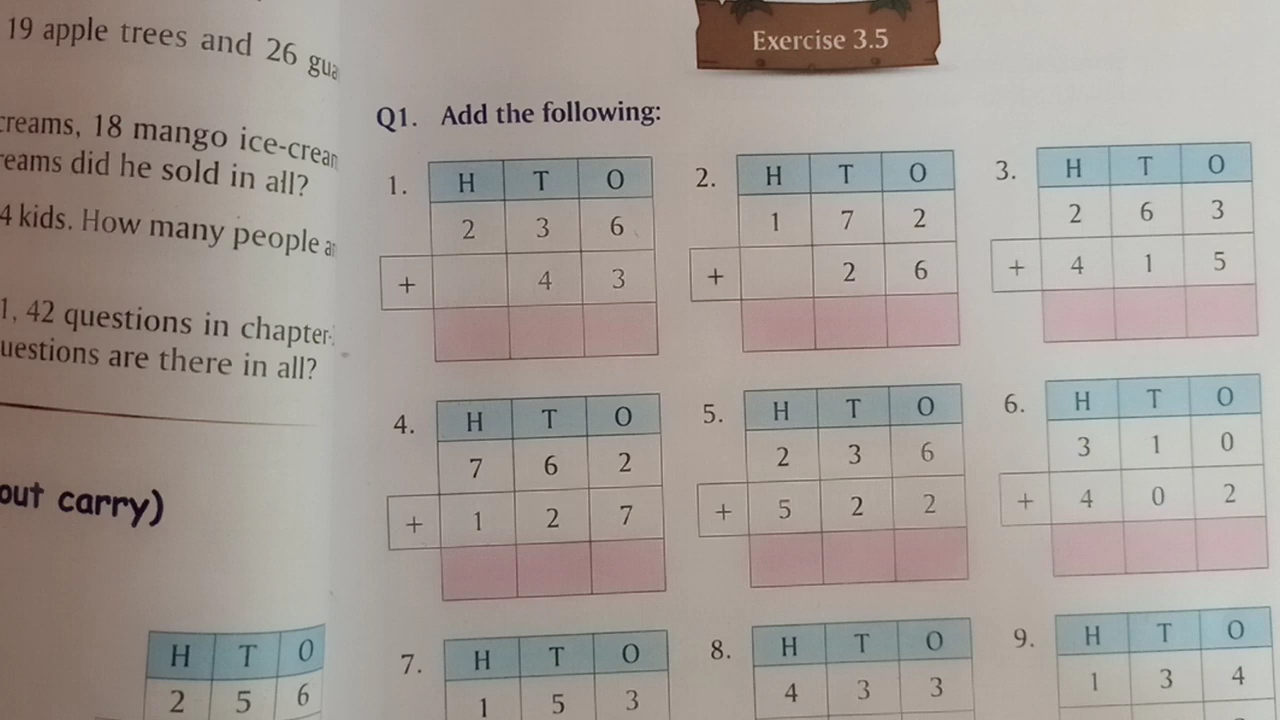 19 apple trees and 26
creams, 18 mango
reams did he sold in all?
4 kids. How many people
1, 42 questions in chapter-
uestions are there in all?
out carry)
H T O
2 5 6
Exercise 3.5
Q1. Add the following:
1. H T O
2 3 6
+ 4 3
2. H T O
1 7 2
+ 2 6
3. H T O
2 6 3
+ 4 1 5
4. H T O
7 6 2
+ 1 2 7
5. H T O
2 3 6
+ 5 2 2
6. H T O
3 1 0
+ 4 0 2
7. H T O
1 5 3
8. H T O
4 3 3
9. H T O
1 3 4